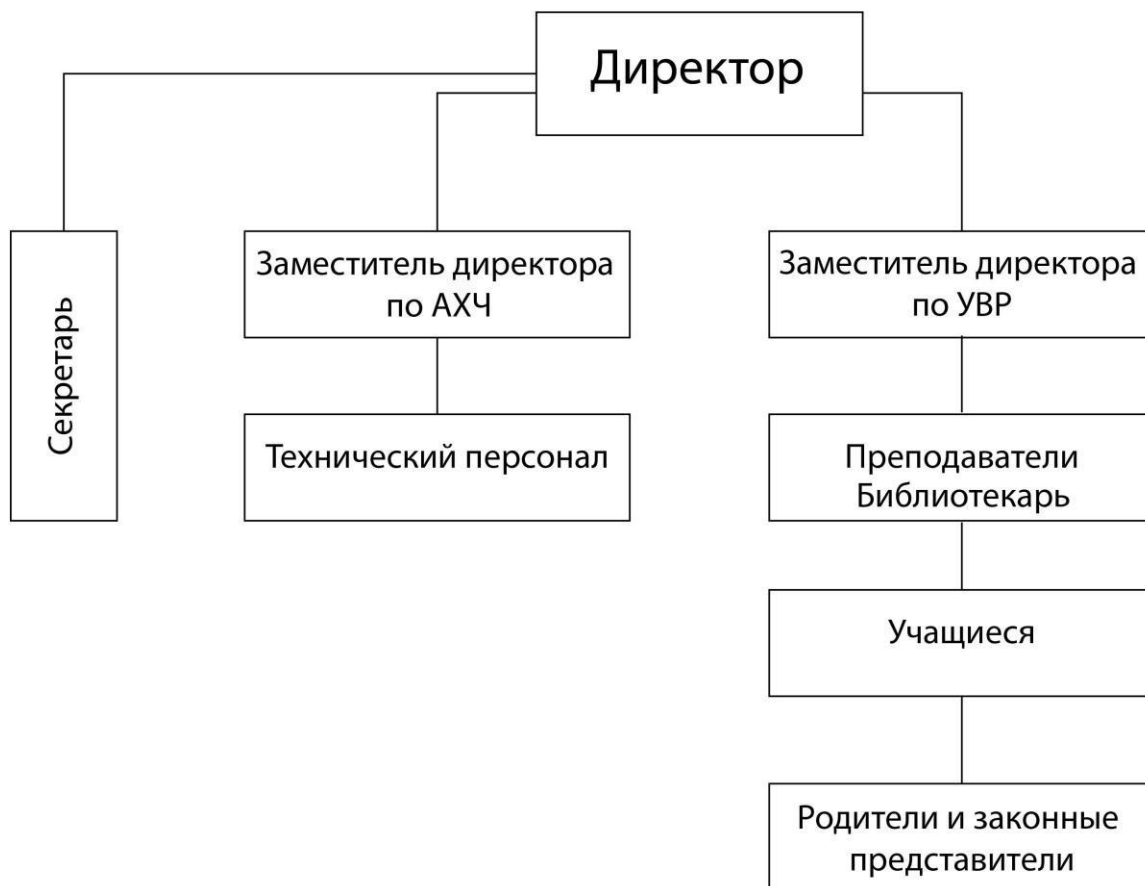 Директор
Секретарь
Заместитель директора
по АХЧ
Заместитель директора
по УВР
Технический персонал
Преподаватели
Библиотекарь
Учащиеся
Родители и законные
представители